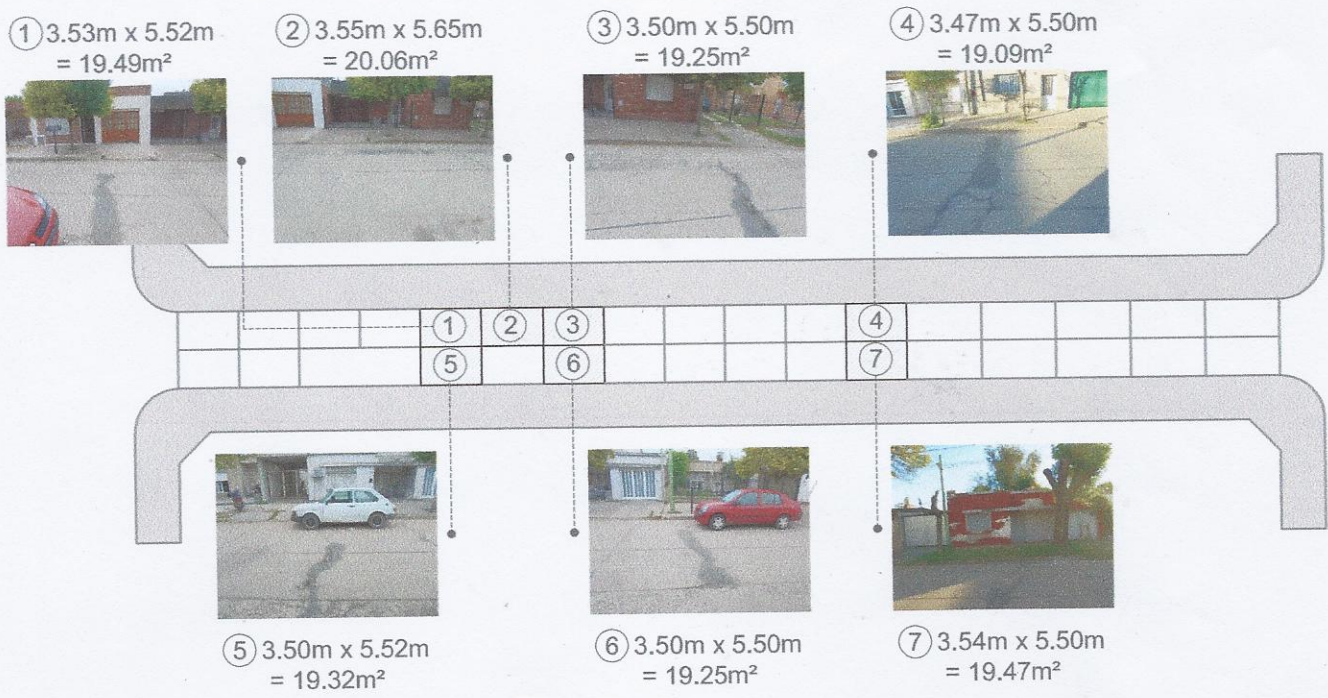 ① 3.53m x 5.52m
= 19.49m²
② 3.55m x 5.65m
= 20.06m²
③ 3.50m x 5.50m
= 19.25m²
④ 3.47m x 5.50m
= 19.09m²
① ② ③ ④
⑤ ⑥ ⑦
⑤ 3.50m x 5.52m
= 19.32m²
⑥ 3.50m x 5.50m
= 19.25m²
⑦ 3.54m x 5.50m
= 19.47m²